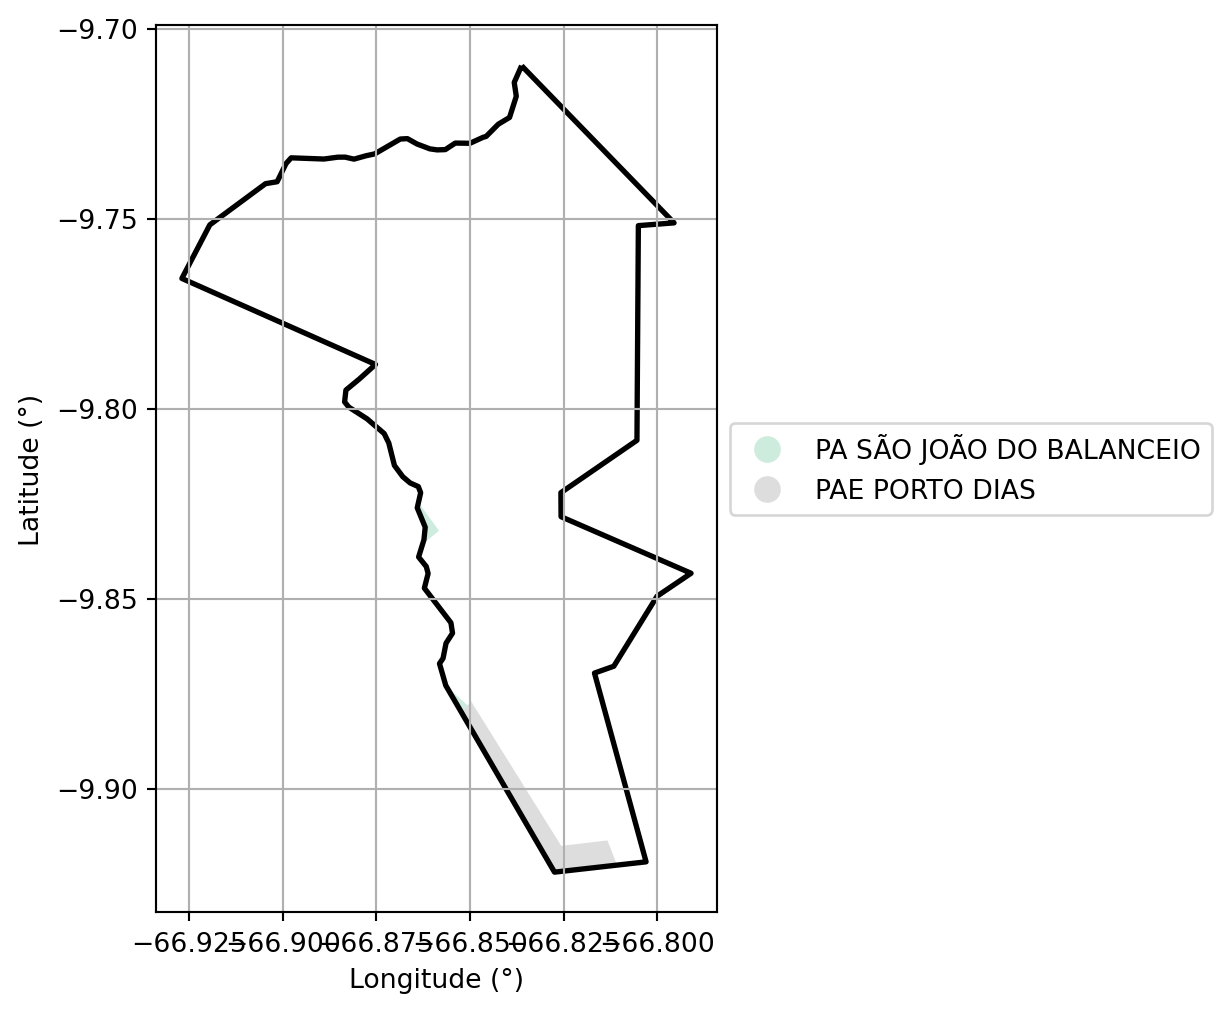 −9.70
−9.75
−9.80
−9.85
−9.90
Latitude (°)
−66.925 −66.900 −66.875 −66.850 −66.825 −66.800
Longitude (°)
PA SÃO JOÃO DO BALANCEIO
PAE PORTO DIAS